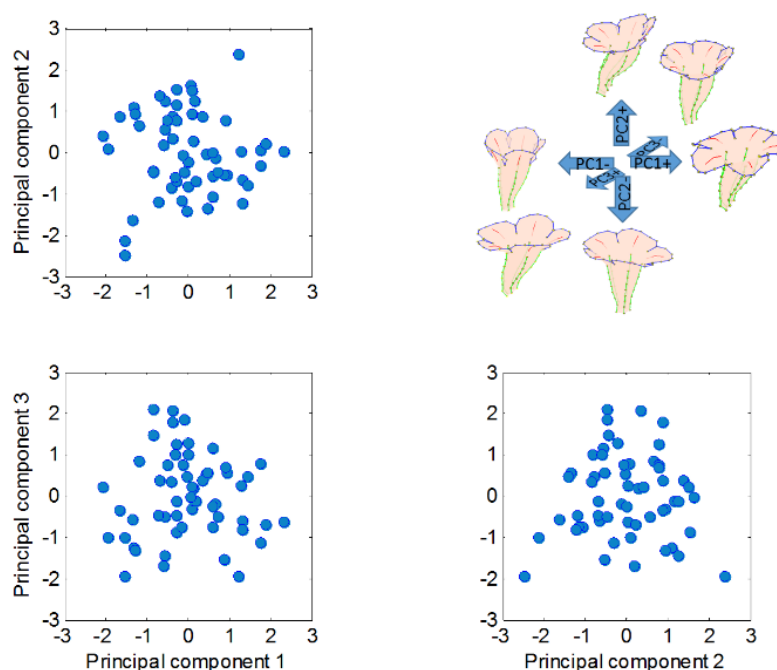 Principal component 2
3
2
1
0
-1
-2
-3
-3 -2 -1 0 1 2 3
PC2+
PC3-
PC1- PC1+
PC3+
PC2-
Principal component 3
3
2
1
0
-1
-2
-3
-3 -2 -1 0 1 2 3
Principal component 1
3
2
1
0
-1
-2
-3
-3 -2 -1 0 1 2 3
Principal component 2